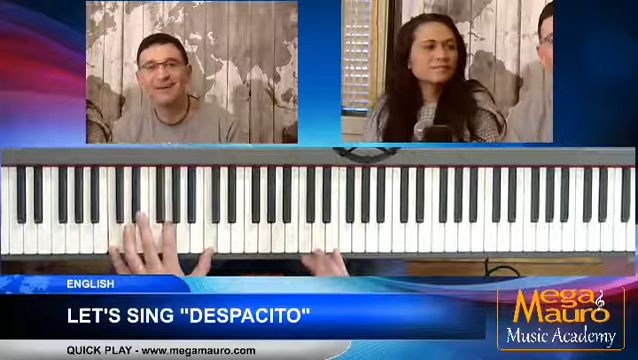 ENGLISH
LET'S SING "DESPACITO"
QUICK PLAY - www.megamauro.com
Mega
Mauro
Music Academy